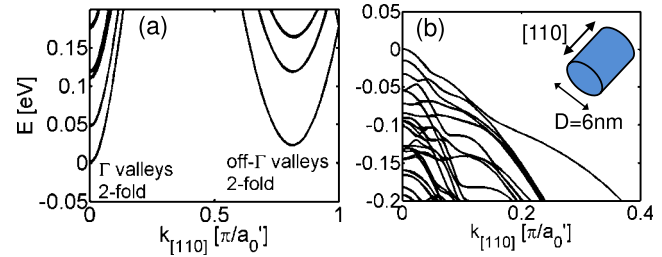 (a)
E [eV]
0.15
0.1
0.05
0
-0.05
Γ valleys
2-fold
off-Γ valleys
2-fold
0
0.5
1
k[110] [π/a0']
(b)
[110]
D=6nm
0.05
0
-0.05
-0.1
-0.15
-0.2
0
0.2
0.4
k[110] [π/a0']